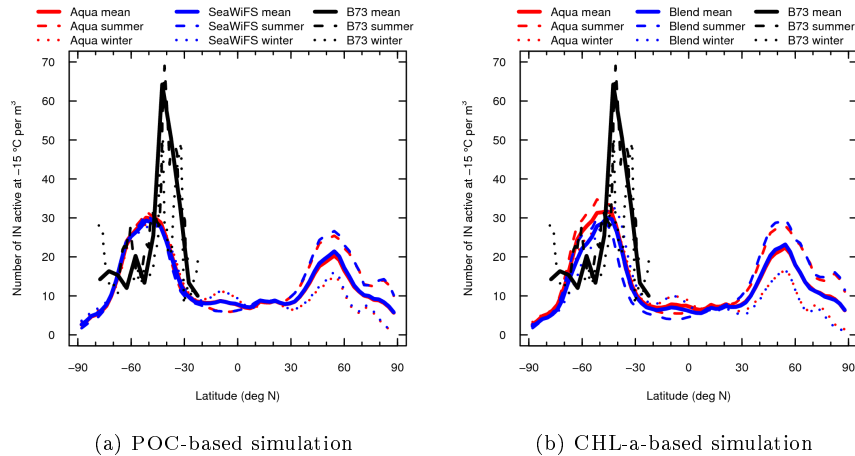 Aqua mean SeaWiFS mean B73 mean
Aqua summer SeaWiFS summer B73 summer
Aqua winter SeaWiFS winter B73 winter
Number of IN active at −15 °C per m³
70
60
50
40
30
20
10
0
−90 −60 −30 0 30 60 90
Latitude (deg N)
(a) POC-based simulation
Aqua mean Blend mean B73 mean
Aqua summer Blend summer B73 summer
Aqua winter Blend winter B73 winter
Number of IN active at −15 °C per m³
70
60
50
40
30
20
10
0
−90 −60 −30 0 30 60 90
Latitude (deg N)
(b) CHL-a-based simulation